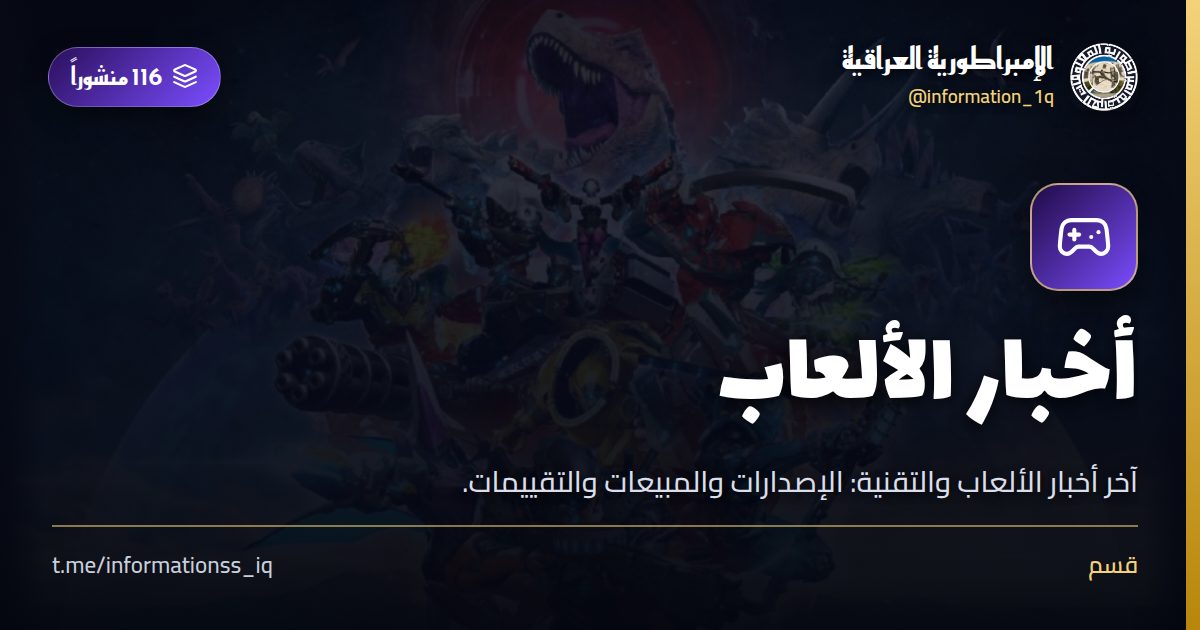 الإمبراطورية العراقية
@information_1q
116 منشوراً
أخبار الألعاب
آخر أخبار الألعاب والتقنية: الإصدارات والمبيعات والتقييمات.
قسم
t.me/informationss_iq